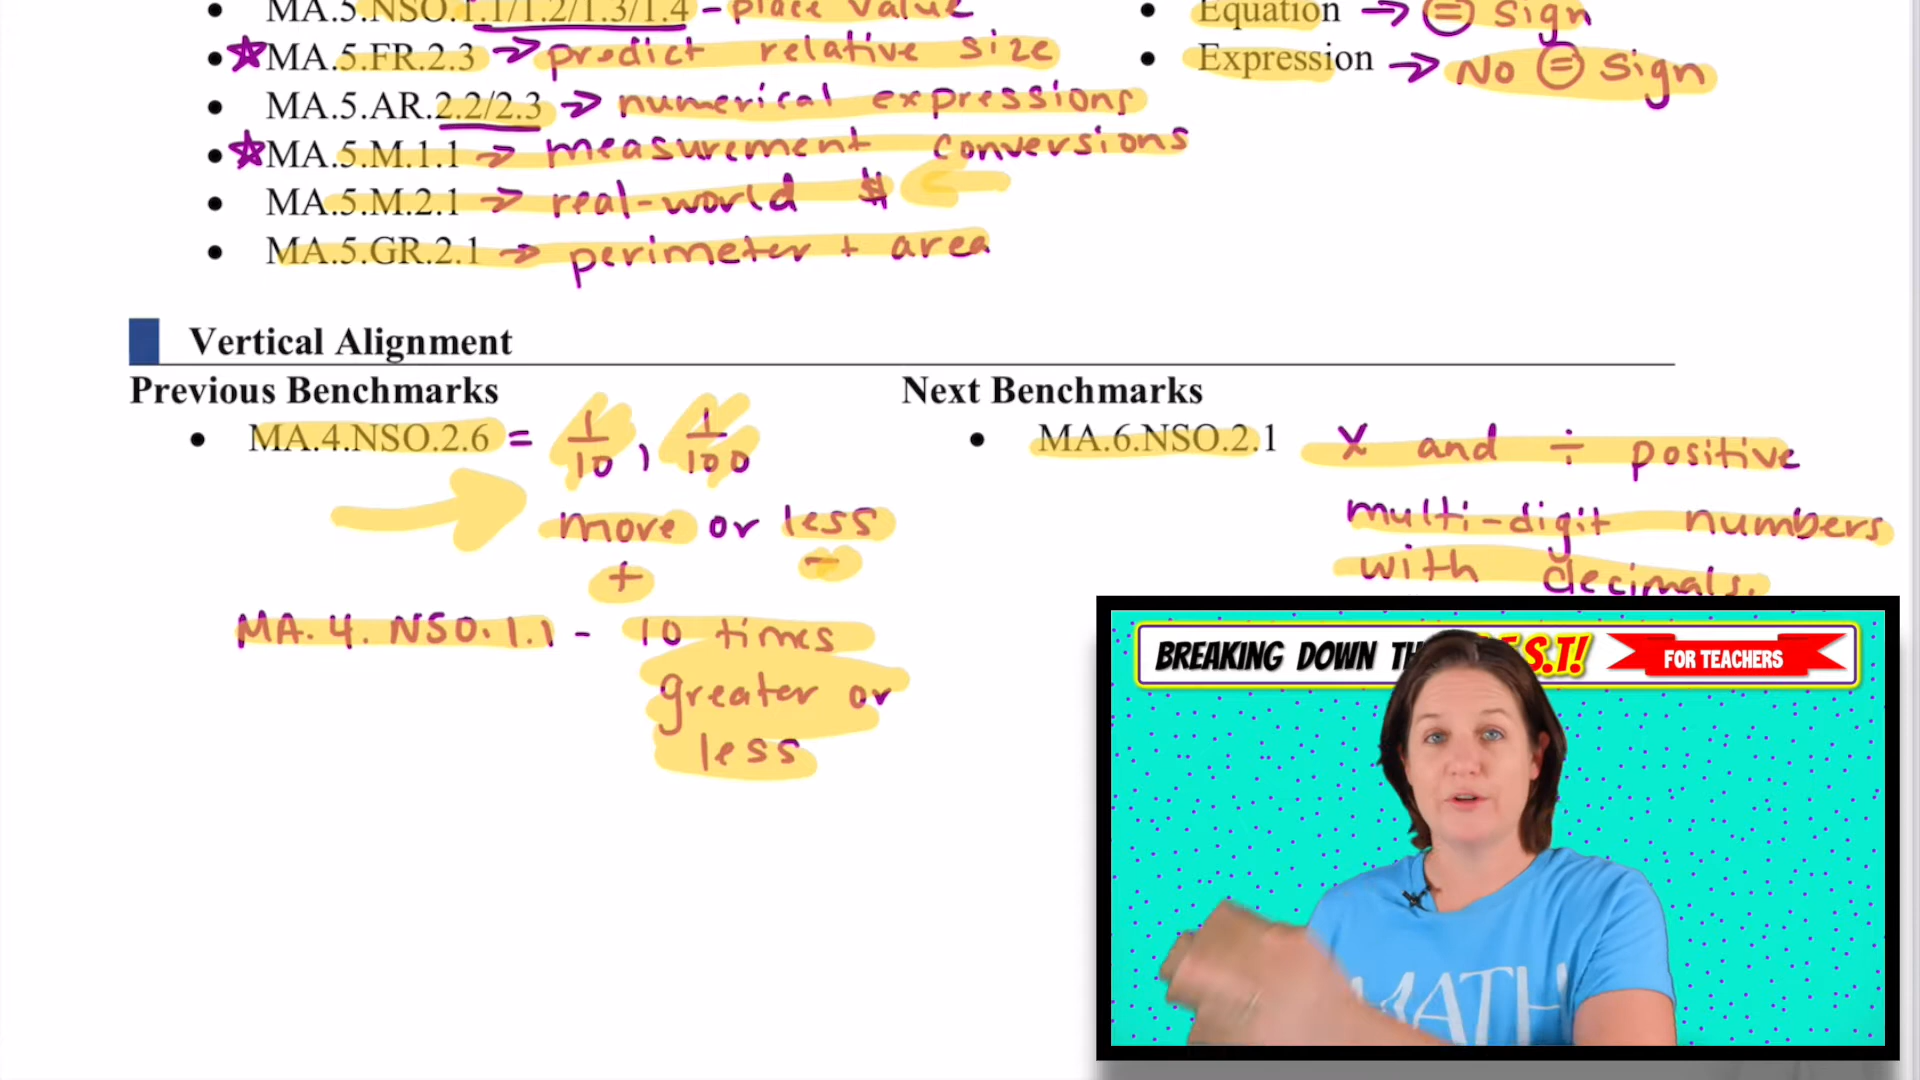 MA.5.NSO.1.1/1.2/1.3/1.4 - place value
MA.5.FR.2.3 → predict relative size
MA.5.AR.2.2/2.3 → numerical expressions
MA.5.M.1.1 → measurement conversions
MA.5.M.2.1 → real-world $
MA.5.GR.2.1 → perimeter + area
Equation → = sign
Expression → No = sign
Vertical Alignment
Previous Benchmarks
MA.4.NSO.2.6 = 1/10, 1/100
more or less
+ -
MA.4.NSO.1.1 - 10 times
greater or
less
Next Benchmarks
MA.6.NSO.2.1 x and ÷ positive
multi-digit numbers
with decimals.
BREAKING DOWN S.T!
FOR TEACHERS
MATH